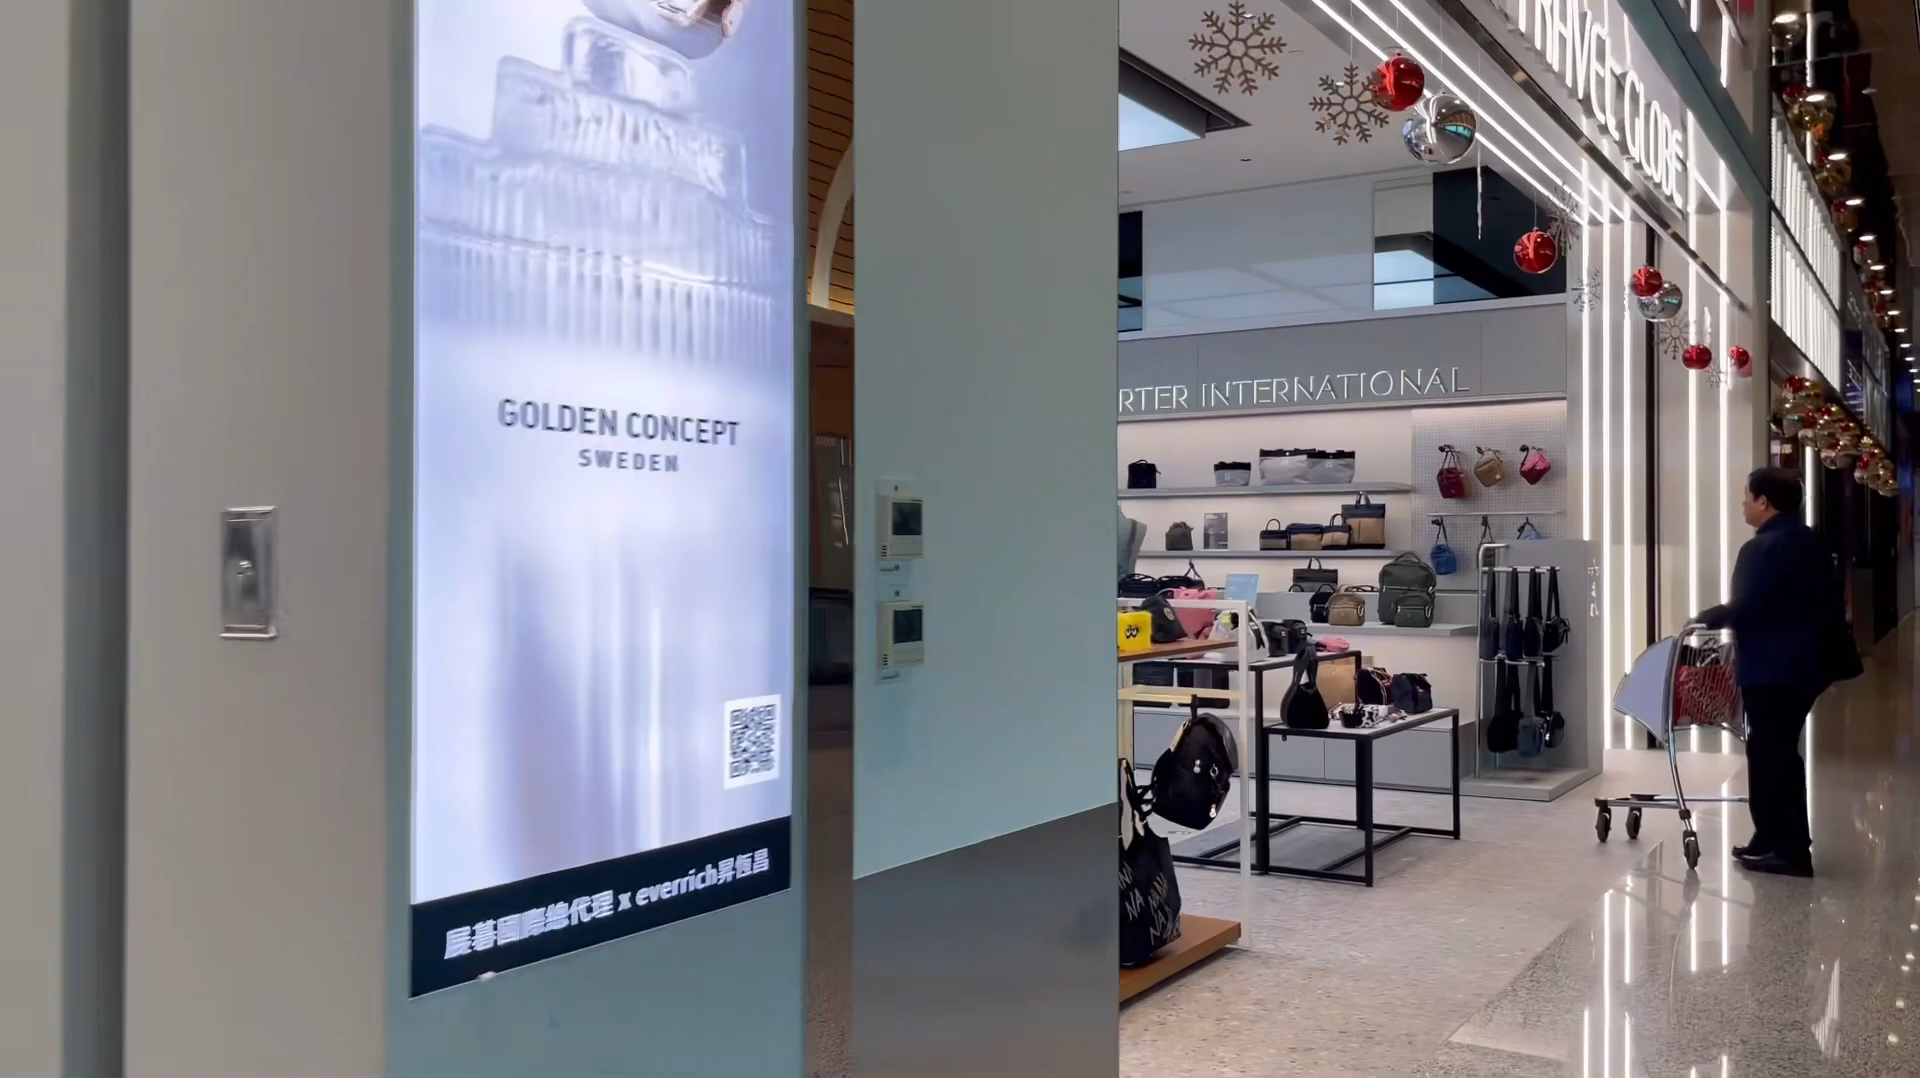 GOLDEN CONCEPT
SWEDEN
展碁國際總代理 x everrich昇恆昌
TRAVEL GLOBE
RTER INTERNATIONAL